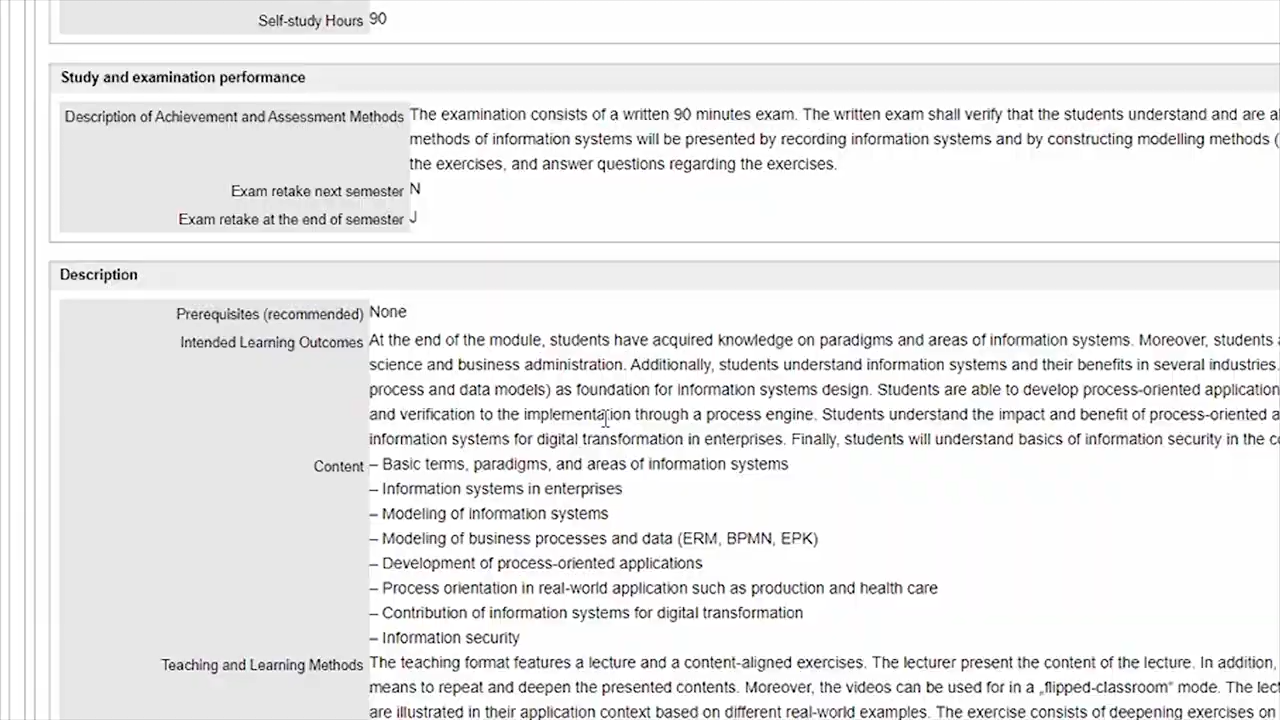 Self-study Hours 90
Study and examination performance
Description of Achievement and Assessment Methods The examination consists of a written 90 minutes exam. The written exam shall verify that the students understand and are
methods of information systems will be presented by recording information systems and by constructing modelling methods (
the exercises, and answer questions regarding the exercises.
Exam retake next semester N
Exam retake at the end of semester J
Description
Prerequisites (recommended) None
Intended Learning Outcomes At the end of the module, students have acquired knowledge on paradigms and areas of information systems. Moreover, students
science and business administration. Additionally, students understand information systems and their benefits in several industries.
process and data models) as foundation for information systems design. Students are able to develop process-oriented application
and verification to the implementation through a process engine. Students understand the impact and benefit of process-oriented
information systems for digital transformation in enterprises. Finally, students will understand basics of information security in the
Content – Basic terms, paradigms, and areas of information systems
– Information systems in enterprises
– Modeling of information systems
– Modeling of business processes and data (ERM, BPMN, EPK)
– Development of process-oriented applications
– Process orientation in real-world application such as production and health care
– Contribution of information systems for digital transformation
– Information security
Teaching and Learning Methods The teaching format features a lecture and a content-aligned exercises. The lecturer present the content of the lecture. In addition,
means to repeat and deepen the presented contents. Moreover, the videos can be used for in a „flipped-classroom“ mode. The
are illustrated in their application context based on different real-world examples. The exercise consists of deepening exercises on